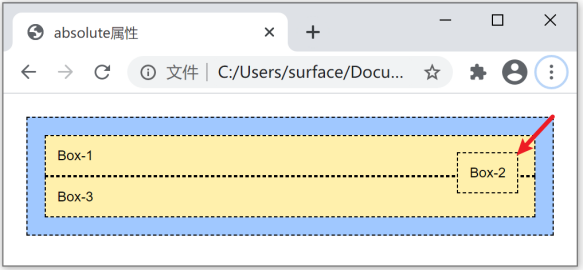 absolute属性
文件 C:/Users/surface/Docu...
Box-1
Box-2
Box-3